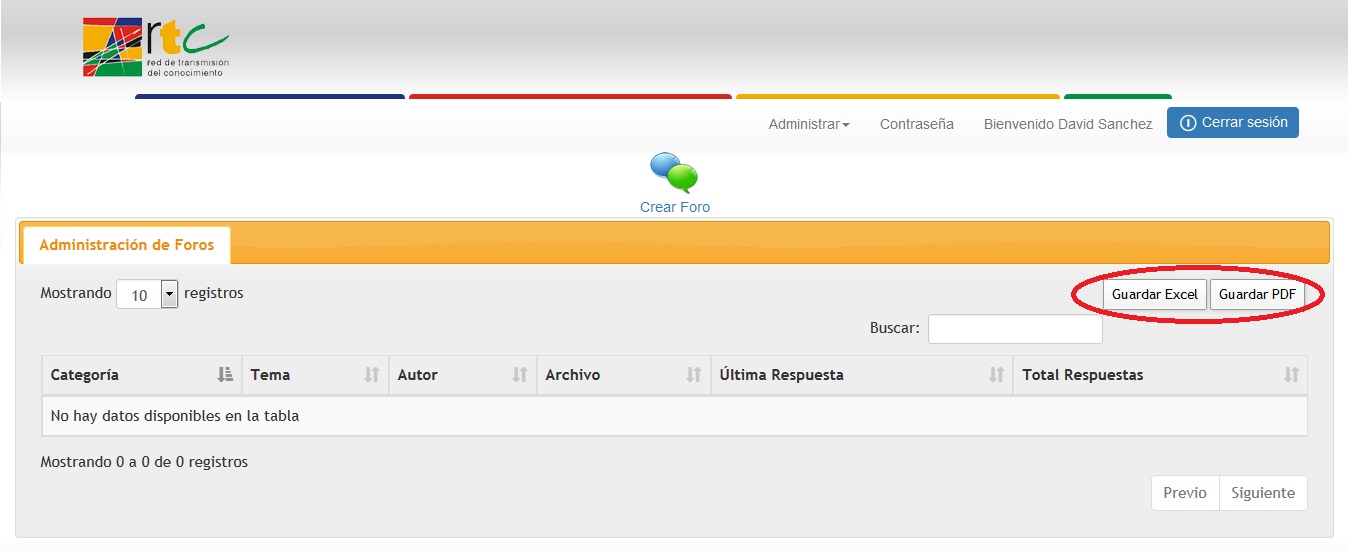 rtc
red de transmisión
del conocimiento
Administrar Contraseña Bienvenido David Sanchez Cerrar sesión
Crear Foro
Administración de Foros
Mostrando 10 registros Guardar Excel Guardar PDF
Buscar:
Categoría Tema Autor Archivo Última Respuesta Total Respuestas
No hay datos disponibles en la tabla
Mostrando 0 a 0 de 0 registros
Previo Siguiente